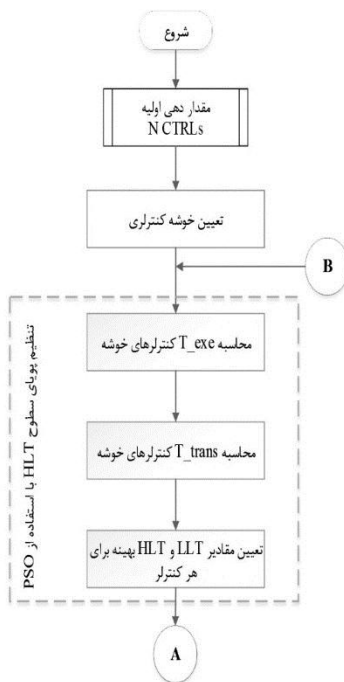 شروع
مقدار دهی اولیه
N CTRLs
تعیین خوشه کنترلری
B
محاسبه T_exe کنترلرهای خوشه
محاسبه T_trans کنترلرهای خوشه
تعیین مقادیر LLT و HLT بهینه برای
هر کنترلر
تنظیم پویای سطوح HLT با استفاده از PSO
A